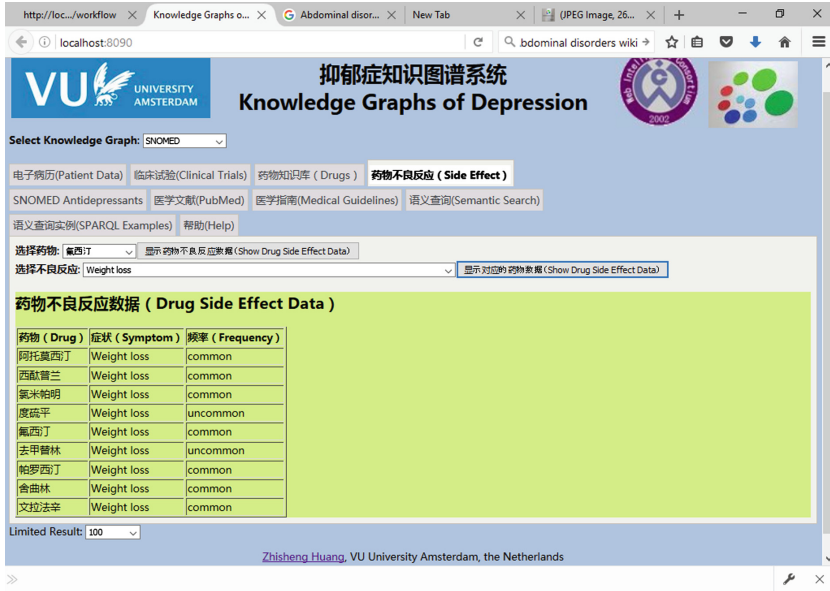 http://loc.../workflow
Knowledge Graphs o...
Abdominal disor...
New Tab
(JPEG Image, 26...
localhost:8090
bdominal disorders wiki
VU UNIVERSITY AMSTERDAM
抑郁症知识图谱系统
Knowledge Graphs of Depression
Web Intelligence Consortium
2002
Select Knowledge Graph: SNOMED
电子病历(Patient Data) 临床试验(Clinical Trials) 药物知识库(Drugs) 药物不良反应(Side Effect)
SNOMED Antidepressants 医学文献(PubMed) 医学指南(Medical Guidelines) 语义查询(Semantic Search)
语义查询实例(SPARQL Examples) 帮助(Help)
选择药物: 氟西汀 显示药物不良反应数据(Show Drug Side Effect Data)
选择不良反应: Weight loss 显示对应的药物数据(Show Drug Side Effect Data)
药物不良反应数据(Drug Side Effect Data)
药物(Drug) 症状(Symptom) 频率(Frequency)
阿托莫西汀 Weight loss common
西酞普兰 Weight loss common
氯米帕明 Weight loss common
度硫平 Weight loss uncommon
氟西汀 Weight loss common
去甲替林 Weight loss uncommon
帕罗西汀 Weight loss common
舍曲林 Weight loss common
文拉法辛 Weight loss common
Limited Result: 100
Zhisheng Huang, VU University Amsterdam, the Netherlands